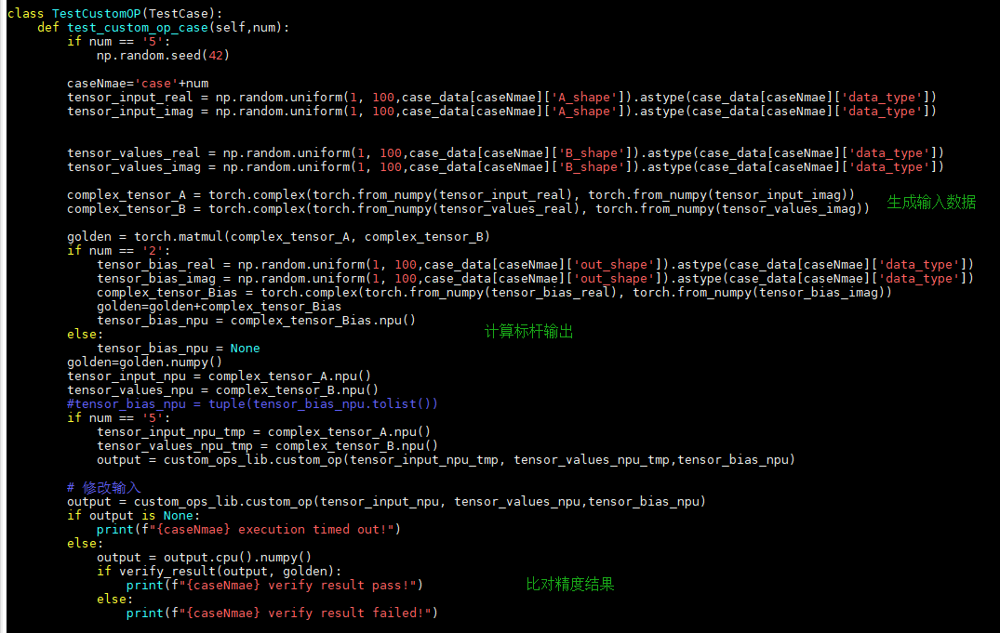 class TestCustomOP(TestCase):
    def test_custom_op_case(self,num):
        if num == '5':
            np.random.seed(42)

        caseNmae='case'+num
        tensor_input_real = np.random.uniform(1, 100,case_data[caseNmae]['A_shape']).astype(case_data[caseNmae]['data_type'])
        tensor_input_imag = np.random.uniform(1, 100,case_data[caseNmae]['A_shape']).astype(case_data[caseNmae]['data_type'])

        tensor_values_real = np.random.uniform(1, 100,case_data[caseNmae]['B_shape']).astype(case_data[caseNmae]['data_type'])
        tensor_values_imag = np.random.uniform(1, 100,case_data[caseNmae]['B_shape']).astype(case_data[caseNmae]['data_type'])

        complex_tensor_A = torch.complex(torch.from_numpy(tensor_input_real), torch.from_numpy(tensor_input_imag))
        complex_tensor_B = torch.complex(torch.from_numpy(tensor_values_real), torch.from_numpy(tensor_values_imag))
生成输入数据

        golden = torch.matmul(complex_tensor_A, complex_tensor_B)
        if num == '2':
            tensor_bias_real = np.random.uniform(1, 100,case_data[caseNmae]['out_shape']).astype(case_data[caseNmae]['data_type'])
            tensor_bias_imag = np.random.uniform(1, 100,case_data[caseNmae]['out_shape']).astype(case_data[caseNmae]['data_type'])
            complex_tensor_Bias = torch.complex(torch.from_numpy(tensor_bias_real), torch.from_numpy(tensor_bias_imag))
            golden=golden+complex_tensor_Bias
            tensor_bias_npu = complex_tensor_Bias.npu()
计算标杆输出
        else:
            tensor_bias_npu = None
        golden=golden.numpy()
        tensor_input_npu = complex_tensor_A.npu()
        tensor_values_npu = complex_tensor_B.npu()
        #tensor_bias_npu = tuple(tensor_bias_npu.tolist())
        if num == '5':
            tensor_input_npu_tmp = complex_tensor_A.npu()
            tensor_values_npu_tmp = complex_tensor_B.npu()
            output = custom_ops_lib.custom_op(tensor_input_npu_tmp, tensor_values_npu_tmp,tensor_bias_npu)

        # 修改输入
        output = custom_ops_lib.custom_op(tensor_input_npu, tensor_values_npu,tensor_bias_npu)
        if output is None:
            print(f"{caseNmae} execution timed out!")
        else:
            output = output.cpu().numpy()
            if verify_result(output, golden):
                print(f"{caseNmae} verify result pass!")
比对精度结果
            else:
                print(f"{caseNmae} verify result failed!")